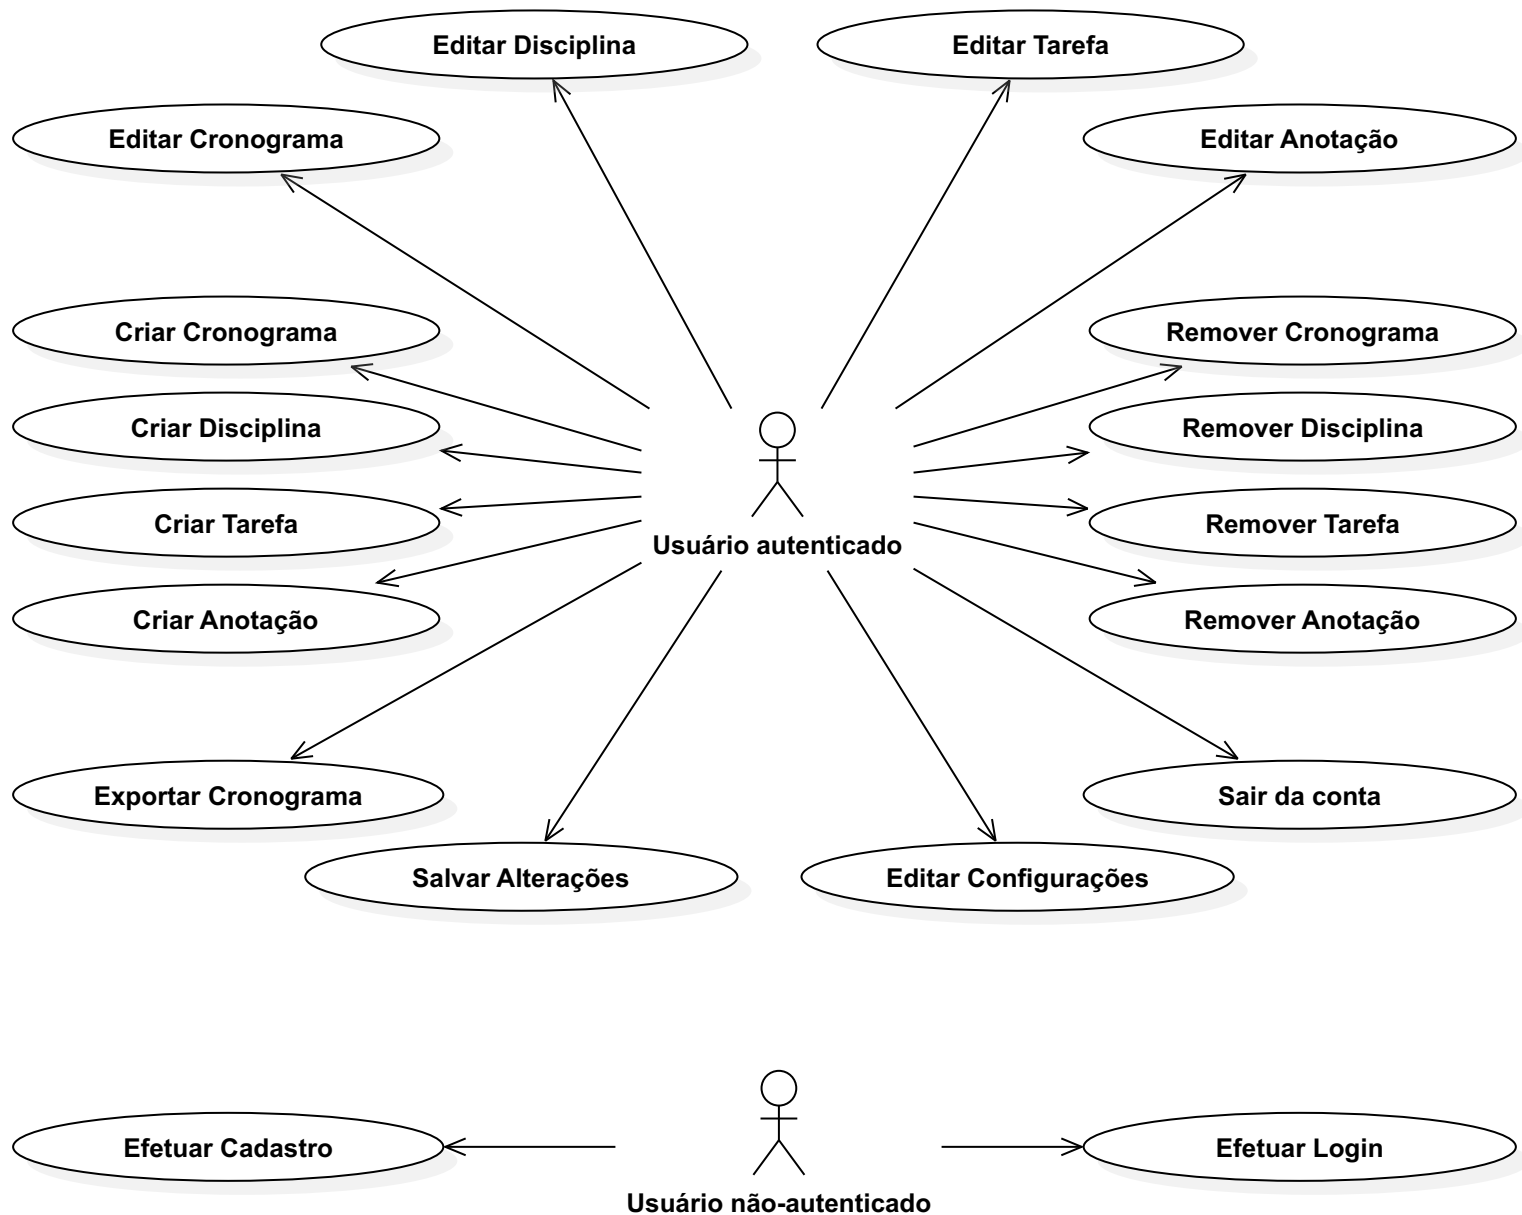 Editar Disciplina
Editar Tarefa
Editar Cronograma
Editar Anotação
Criar Cronograma
Remover Cronograma
Criar Disciplina
Remover Disciplina
Criar Tarefa
Remover Tarefa
Usuário autenticado
Criar Anotação
Remover Anotação
Exportar Cronograma
Sair da conta
Salvar Alterações
Editar Configurações
Efetuar Cadastro
Efetuar Login
Usuário não-autenticado